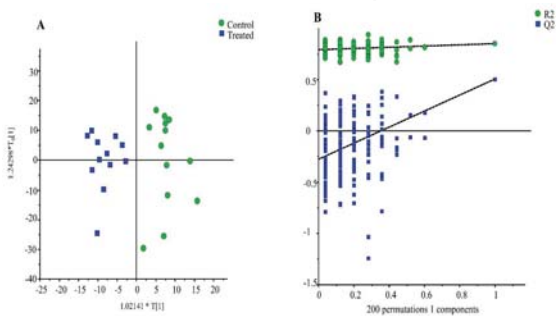 A
Control
Treated
1.24298*To[1]
30
20
10
0
-10
-20
-30
-40
-25 -20 -15 -10 -5 0 5 10 15 20 25
1.02141 * T[1]
B
R2
Q2
0.5
0
-0.5
-1
-1.5
0 0.2 0.4 0.6 0.8 1
200 permutations 1 components